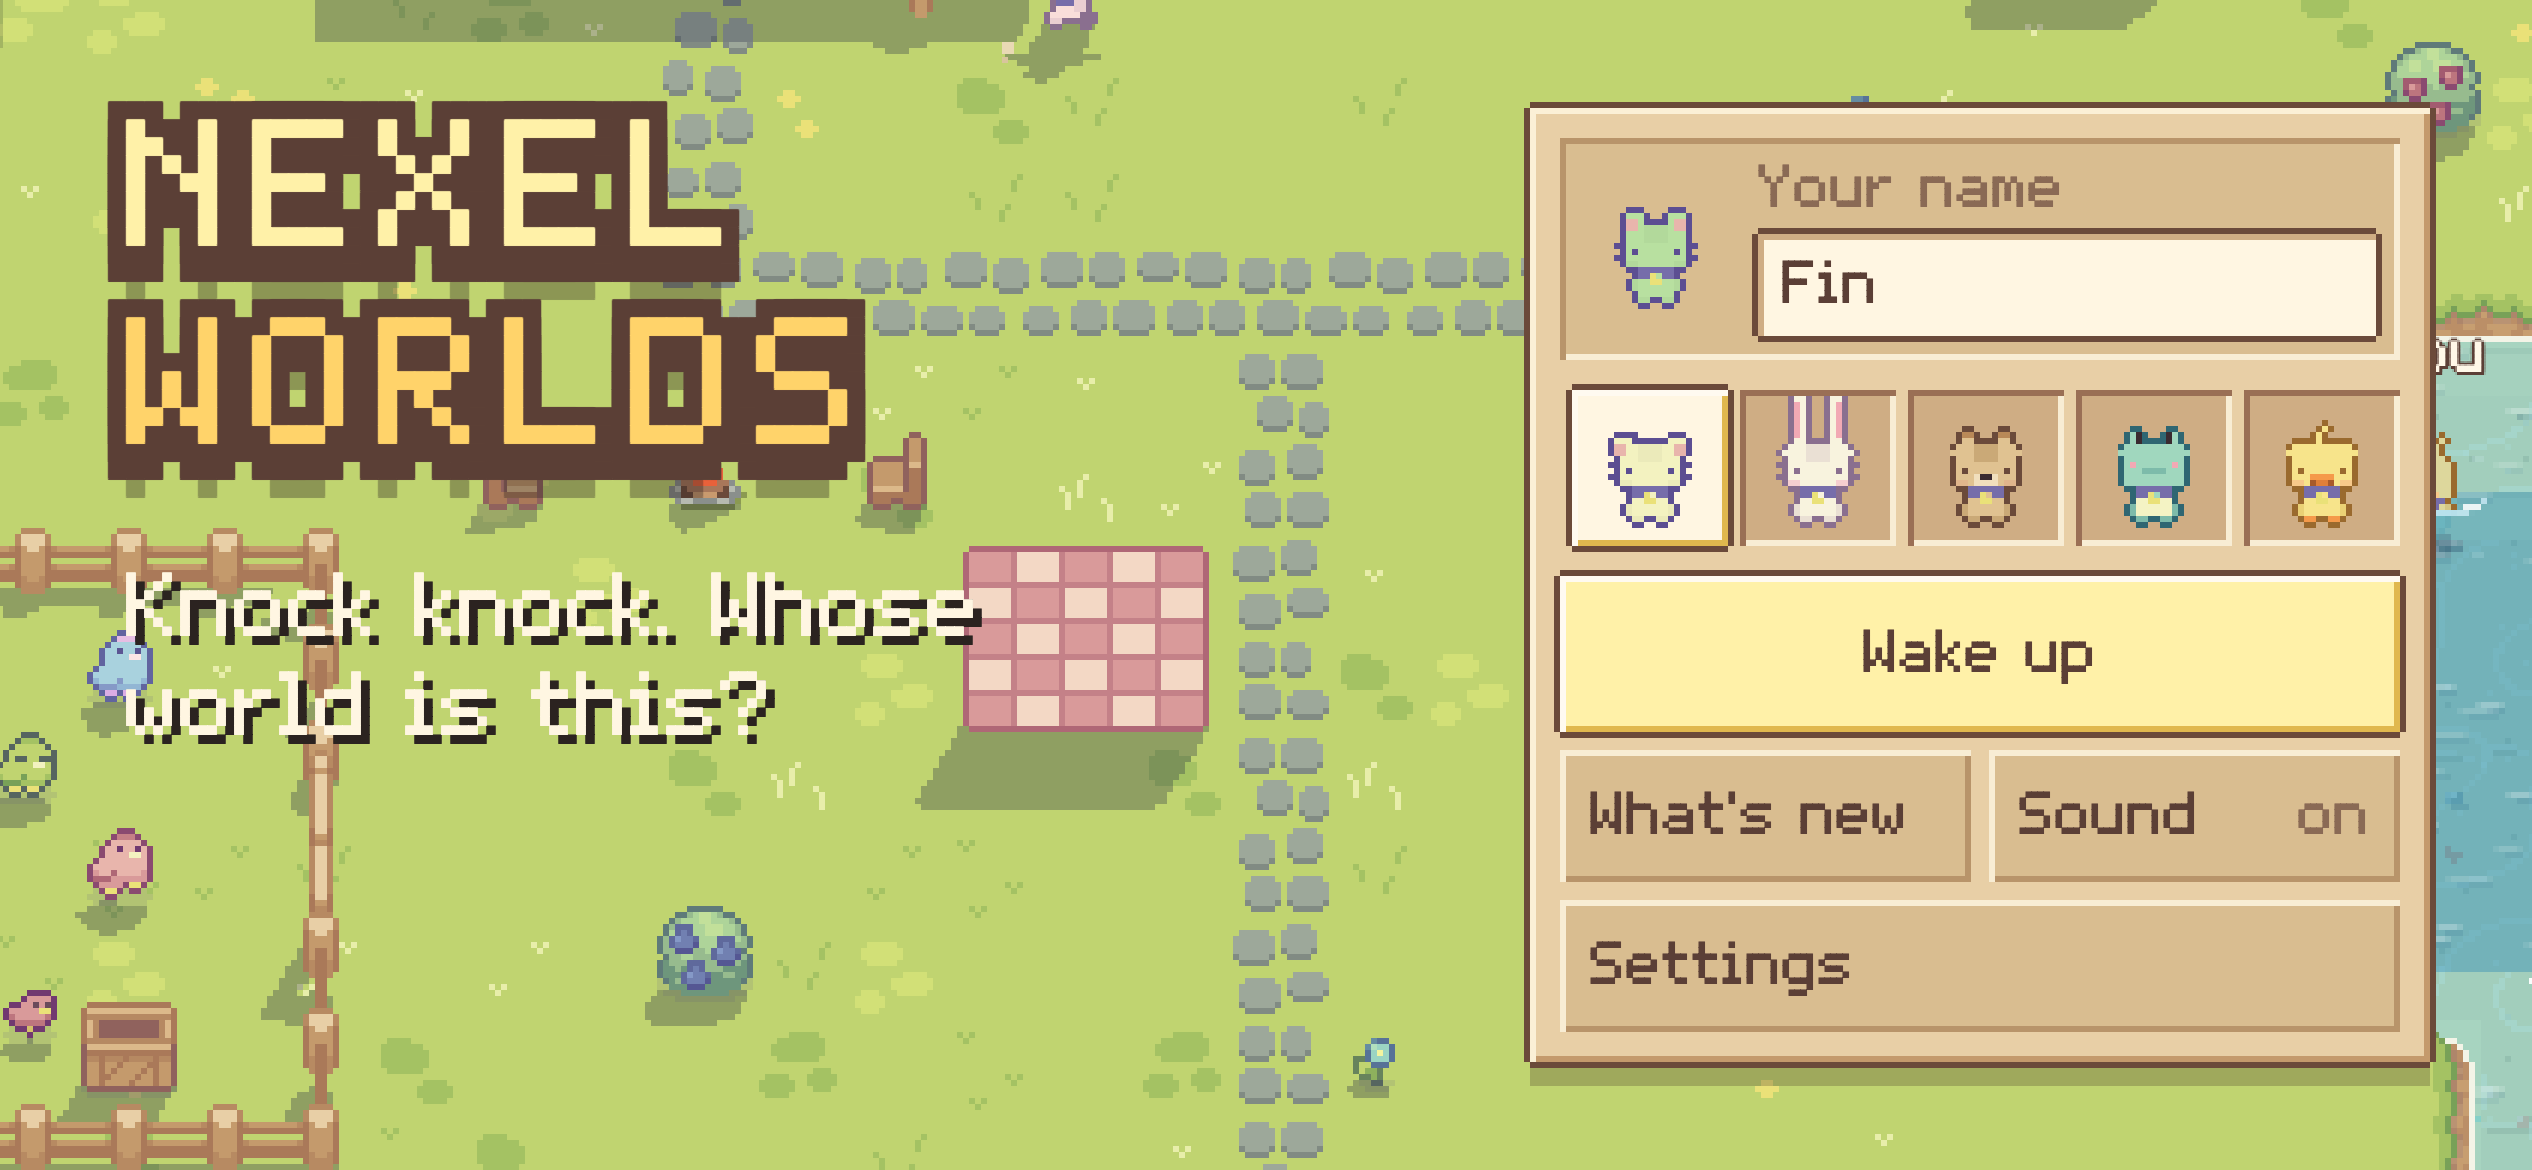 NEXEL
WORLDS
Knock knock. Whose
world is this?
Your name
Fin
Wake up
What's new
Sound on
Settings